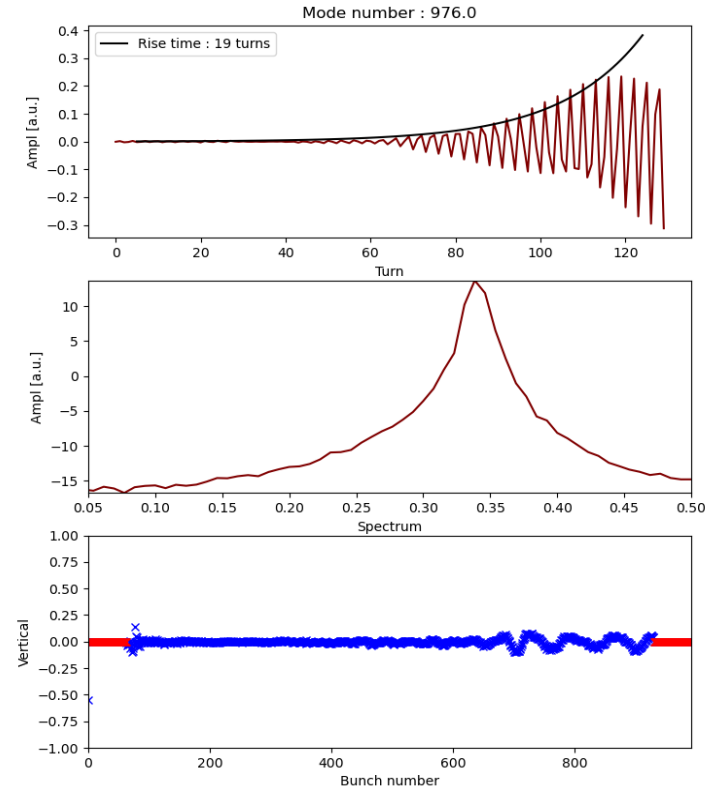 Mode number : 976.0
Rise time : 19 turns
Ampl [a.u.]
0.4
0.3
0.2
0.1
0.0
−0.1
−0.2
−0.3
0 20 40 60 80 100 120
Turn
Ampl [a.u.]
10
5
0
−5
−10
−15
0.05 0.10 0.15 0.20 0.25 0.30 0.35 0.40 0.45 0.50
Spectrum
Vertical
1.00
0.75
0.50
0.25
0.00
−0.25
−0.50
−0.75
−1.00
0 200 400 600 800
Bunch number